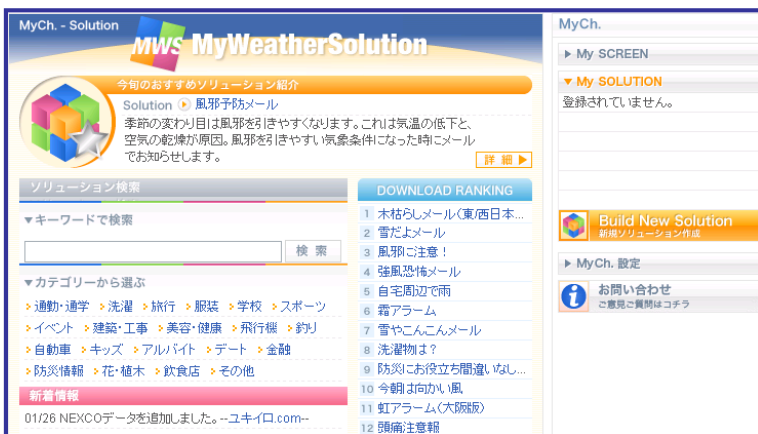 MyCh. - Solution
MWS MyWeatherSolution
今旬のおすすめソリューション紹介
Solution 風邪予防メール
季節の変わり目は風邪を引きやすくなります。これは気温の低下と、
空気の乾燥が原因。風邪を引きやすい気象条件になった時にメール
でお知らせします。
詳 細
ソリューション検索
▼キーワードで検索
検 索
▼カテゴリーから選ぶ
通勤・通学 洗濯 旅行 服装 学校 スポーツ
イベント 建築・工事 美容・健康 飛行機 釣り
自動車 キッズ アルバイト デート 金融
防災情報 花・植木 飲食店 その他
新着情報
01/26 NEXCOデータを追加しました。--ユキイロ.com--
DOWNLOAD RANKING
1 木枯らしメール(東/西日本...
2 雪だよメール
3 風邪に注意！
4 強風恐怖メール
5 自宅周辺で雨
6 霜アラーム
7 雪やこんこんメール
8 洗濯物は？
9 防災にお役立ち間違いなし...
10 今朝は向かい風
11 虹アラーム(大阪版)
12 頭痛注意報
MyCh.
My SCREEN
My SOLUTION
登録されていません。
Build New Solution
新規ソリューション作成
MyCh. 設定
お問い合わせ
ご意見ご質問はコチラ